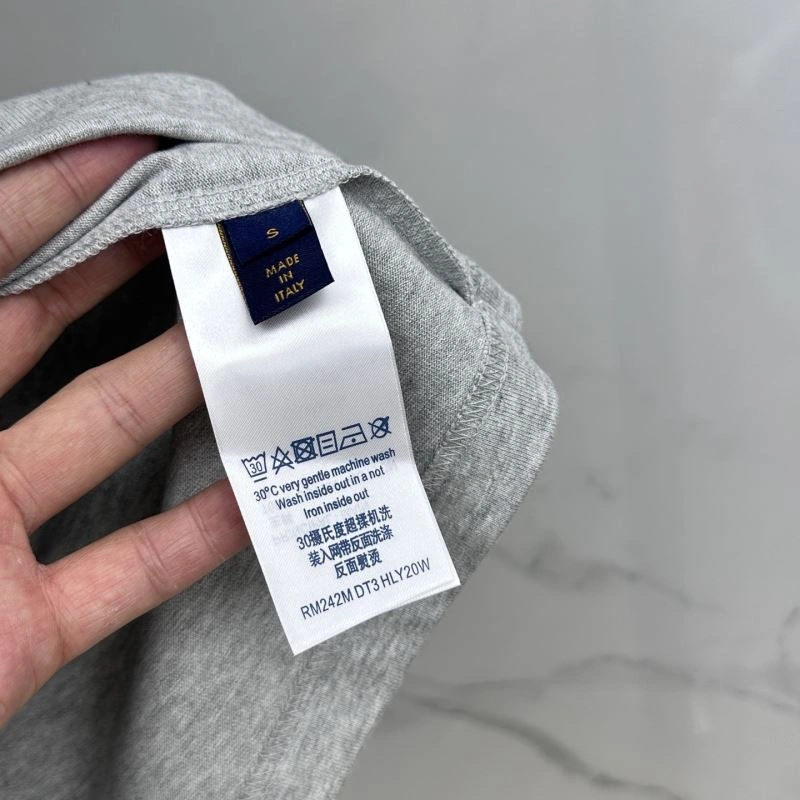 S
MADE
IN
ITALY
30
30°C very gentle machine wash
Wash inside out in a not
Iron inside out
30摄氏度超揉机洗
装入网带反面洗涤
反面熨烫
RM242M DT3 HLY20W